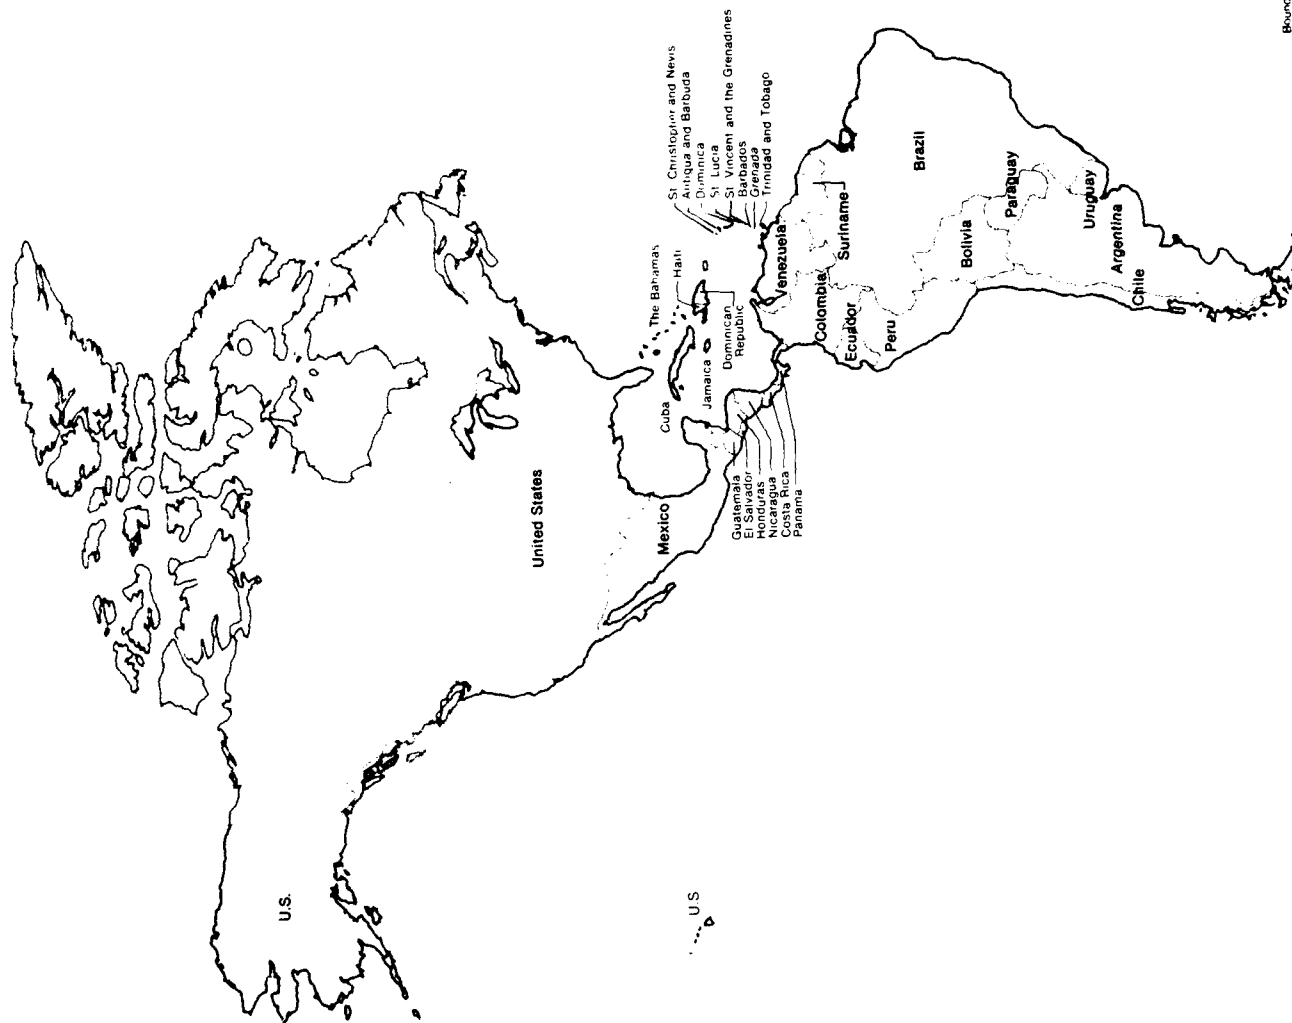 U.S.
United States
U.S
Mexico
Cuba
The Bahamas
Haiti
Jamaica
Dominican
Republic
St Christopher and Nevis
Antigua and Barbuda
Dominica
St Lucia
St Vincent and the Grenadines
Barbados
Grenada
Trinidad and Tobago
Guatemala
El Salvador
Honduras
Nicaragua
Costa Rica
Panama
Venezuela
Suriname
Colombia
Ecuador
Peru
Brazil
Bolivia
Paraguay
Uruguay
Argentina
Chile